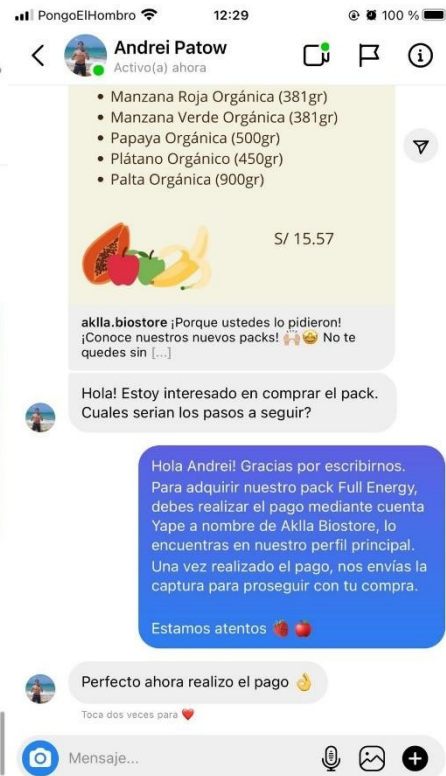 PongoElHombro 12:29 100 %
Andrei Patow
Activo(a) ahora
• Manzana Roja Orgánica (381gr)
• Manzana Verde Orgánica (381gr)
• Papaya Orgánica (500gr)
• Plátano Orgánico (450gr)
• Palta Orgánica (900gr)
S/ 15.57
aklla.biostore ¡Porque ustedes lo pidieron!
¡Conoce nuestros nuevos packs! 🙌🏻🤩 No te
quedes sin [...]
Hola! Estoy interesado en comprar el pack.
Cuales serian los pasos a seguir?
Hola Andrei! Gracias por escribirnos.
Para adquirir nuestro pack Full Energy,
debes realizar el pago mediante cuenta
Yape a nombre de Aklla Biostore, lo
encuentras en nuestro perfil principal.
Una vez realizado el pago, nos envías la
captura para proseguir con tu compra.
Estamos atentos 🍓🍎
Perfecto ahora realizo el pago 👌
Toca dos veces para ❤️
Mensaje...